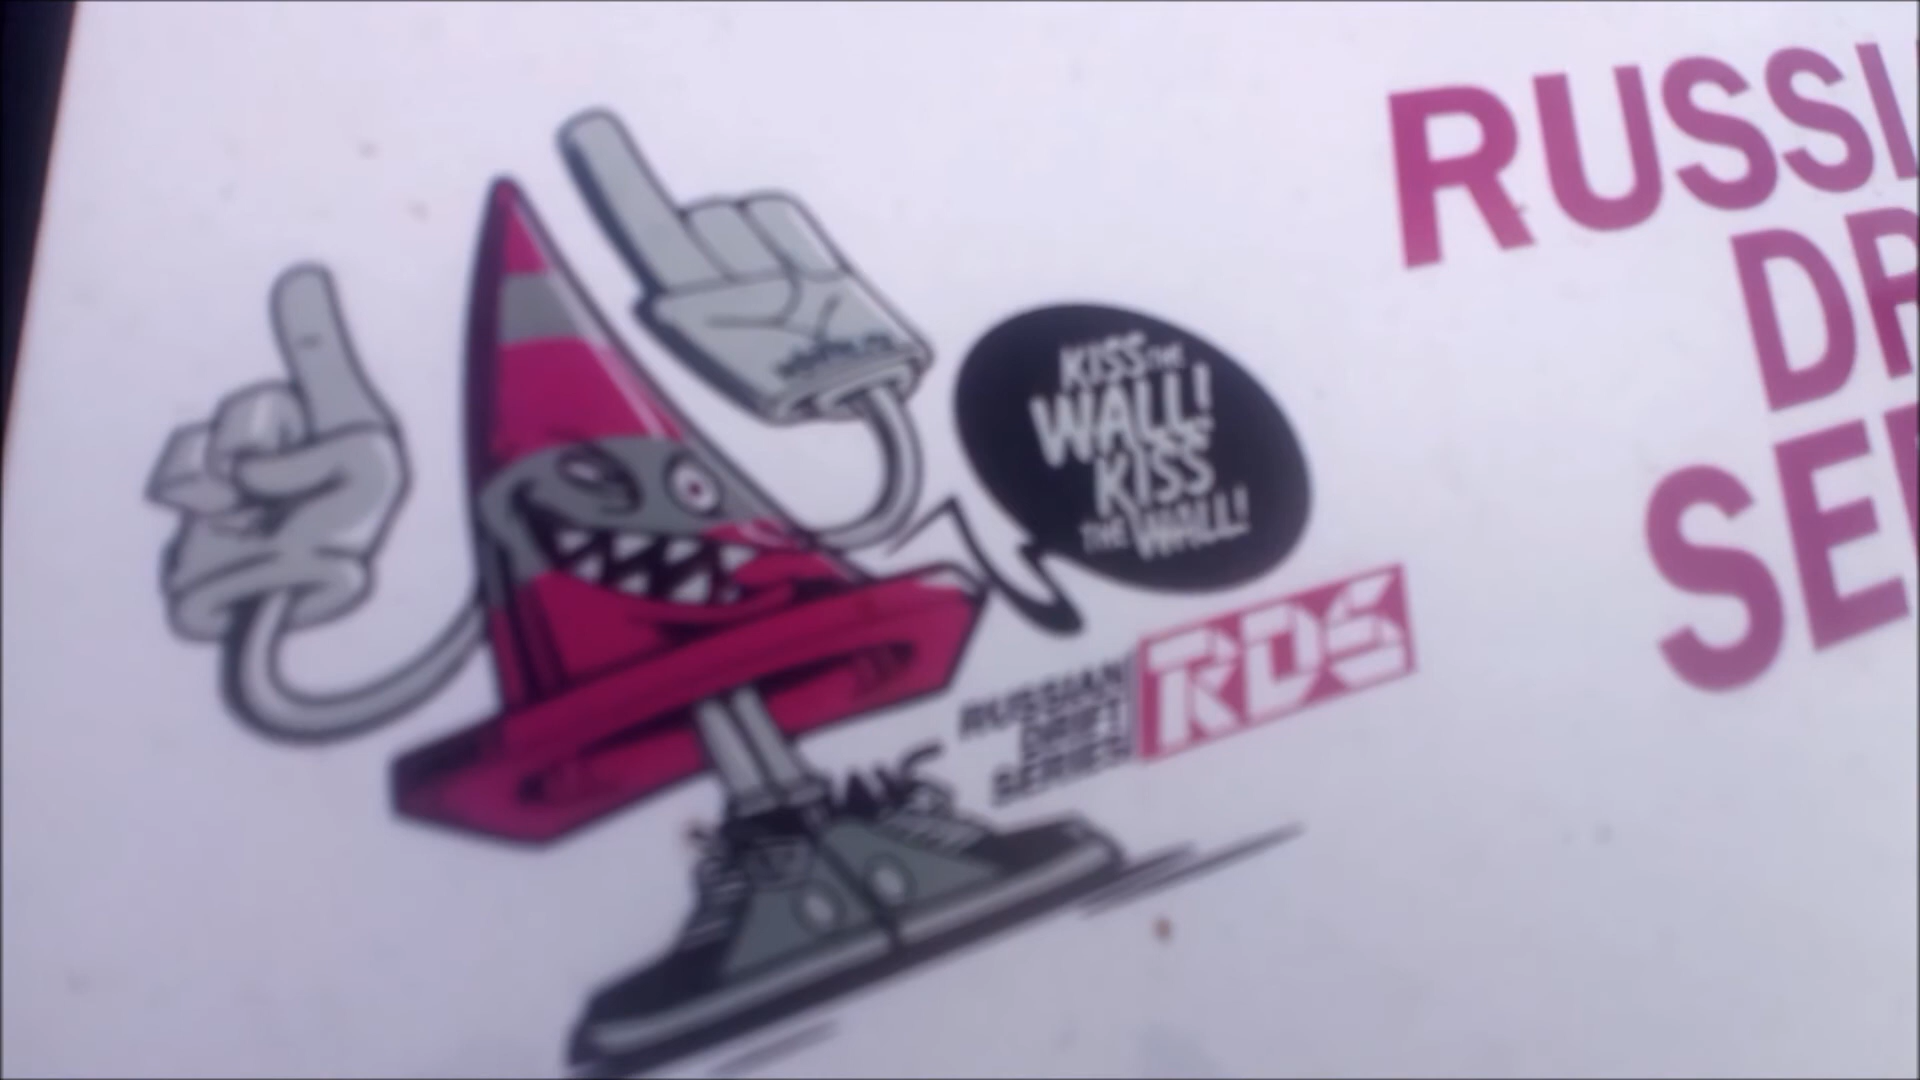 KISS THE
WALL!
KISS
THE WALL!
RUSSIAN
DRIFT
SERIES
RDS
RUSSI
DR
SE